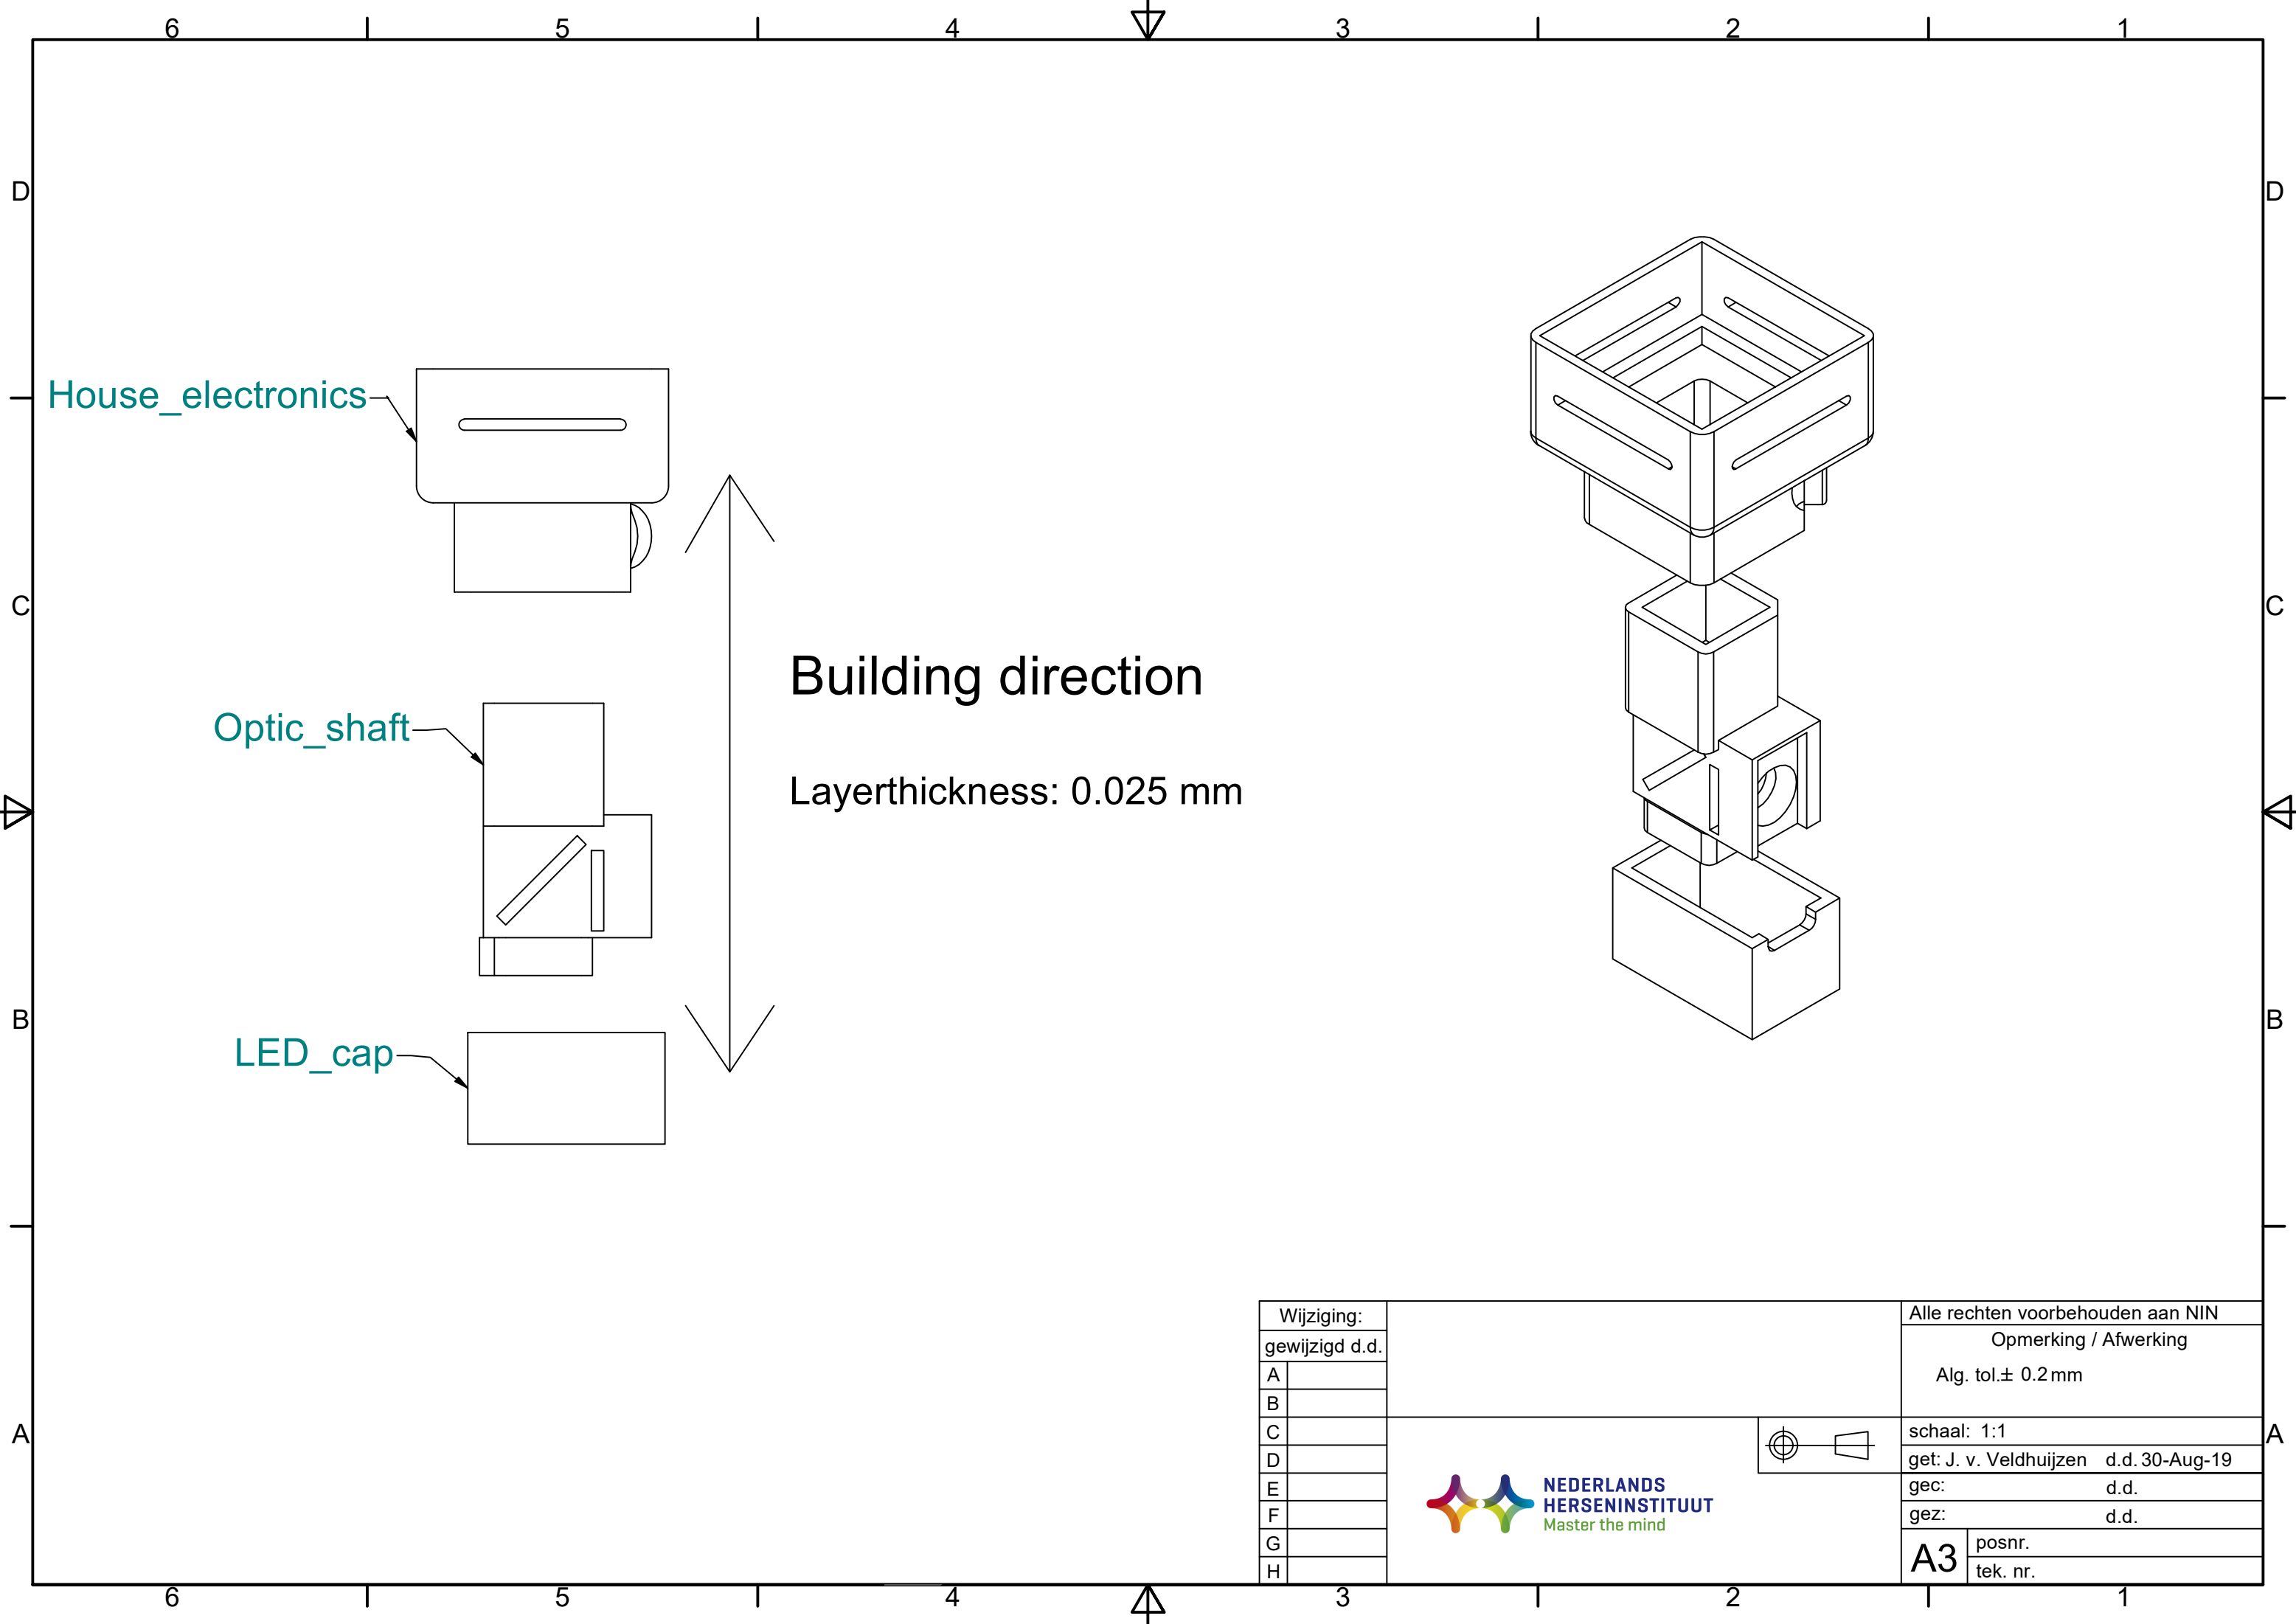 6 5 4 3 2 1
D D
House_electronics
C C
Building direction
Optic_shaft
Layerthickness: 0.025 mm
B B
LED_cap
A A
Wijziging:
gewijzigd d.d.
A
B
C
D
E
F
G
H
NEDERLANDS
HERSENINSTITUUT
Master the mind
Alle rechten voorbehouden aan NIN
Opmerking / Afwerking
Alg. tol.± 0.2 mm
schaal: 1:1
get: J. v. Veldhuijzen d.d. 30-Aug-19
gec: d.d.
gez: d.d.
A3
posnr.
tek. nr.
6 5 4 3 2 1